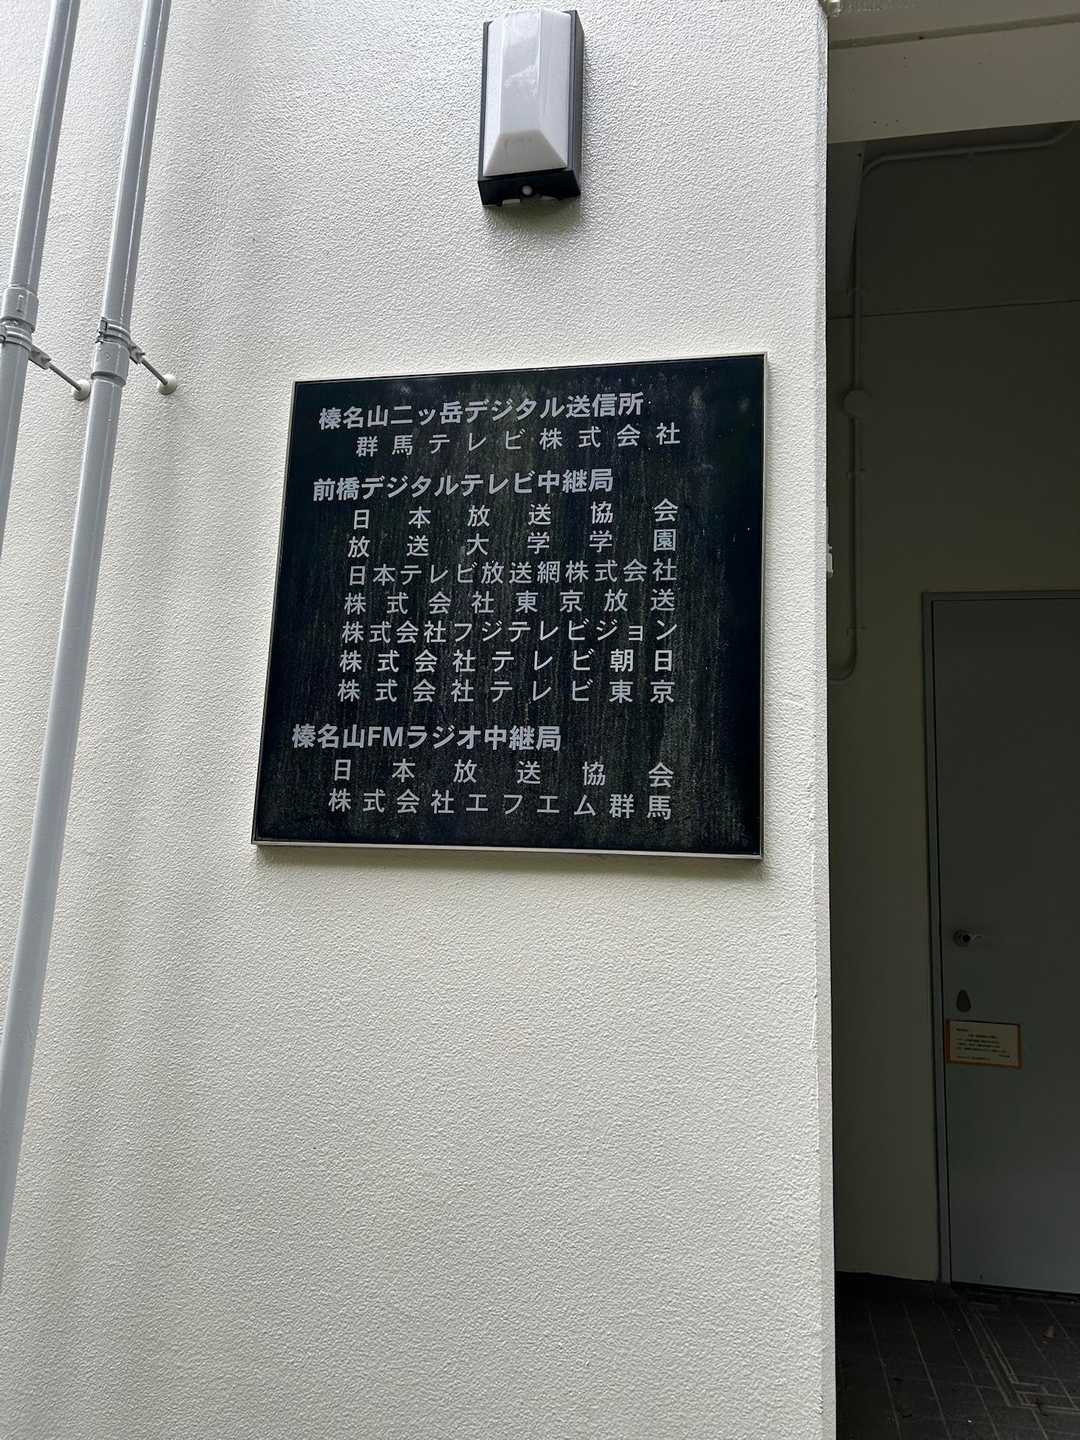 榛名山二ッ岳デジタル送信所
群馬テレビ株式会社
前橋デジタルテレビ中継局
日本放送協会
放送大学学園
日本テレビ放送網株式会社
株式会社東京放送
株式会社フジテレビジョン
株式会社テレビ朝日
株式会社テレビ東京
榛名山FMラジオ中継局
日本放送協会
株式会社エフエム群馬